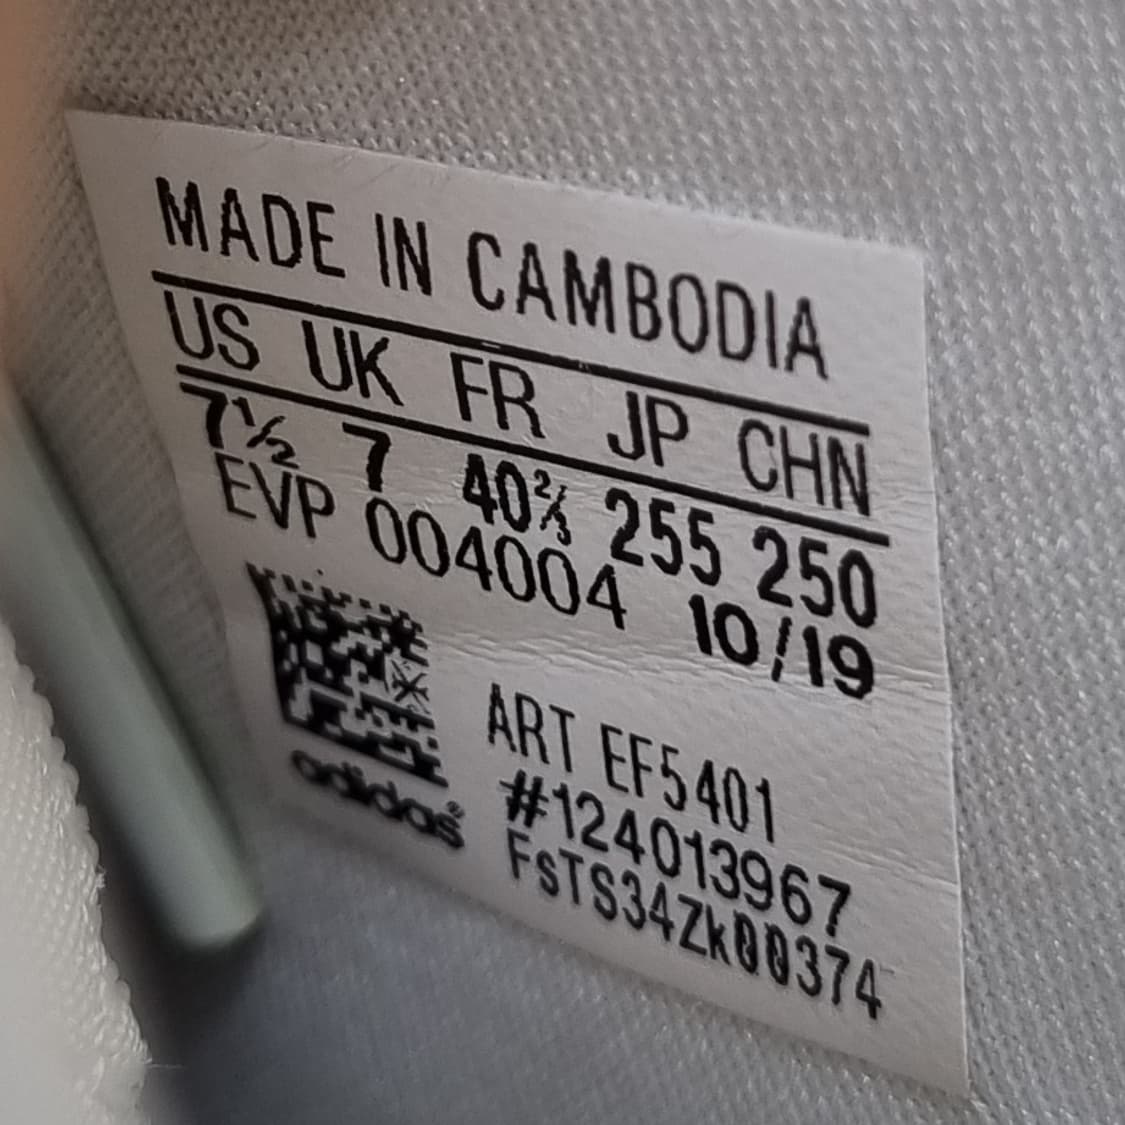 MADE IN CAMBODIA
US UK FR JP CHN
7½ 7 40⅔ 255 250
EVP 004004 10/19
ART EF5401
#124013967
FsTS34Zk00374
adidas®